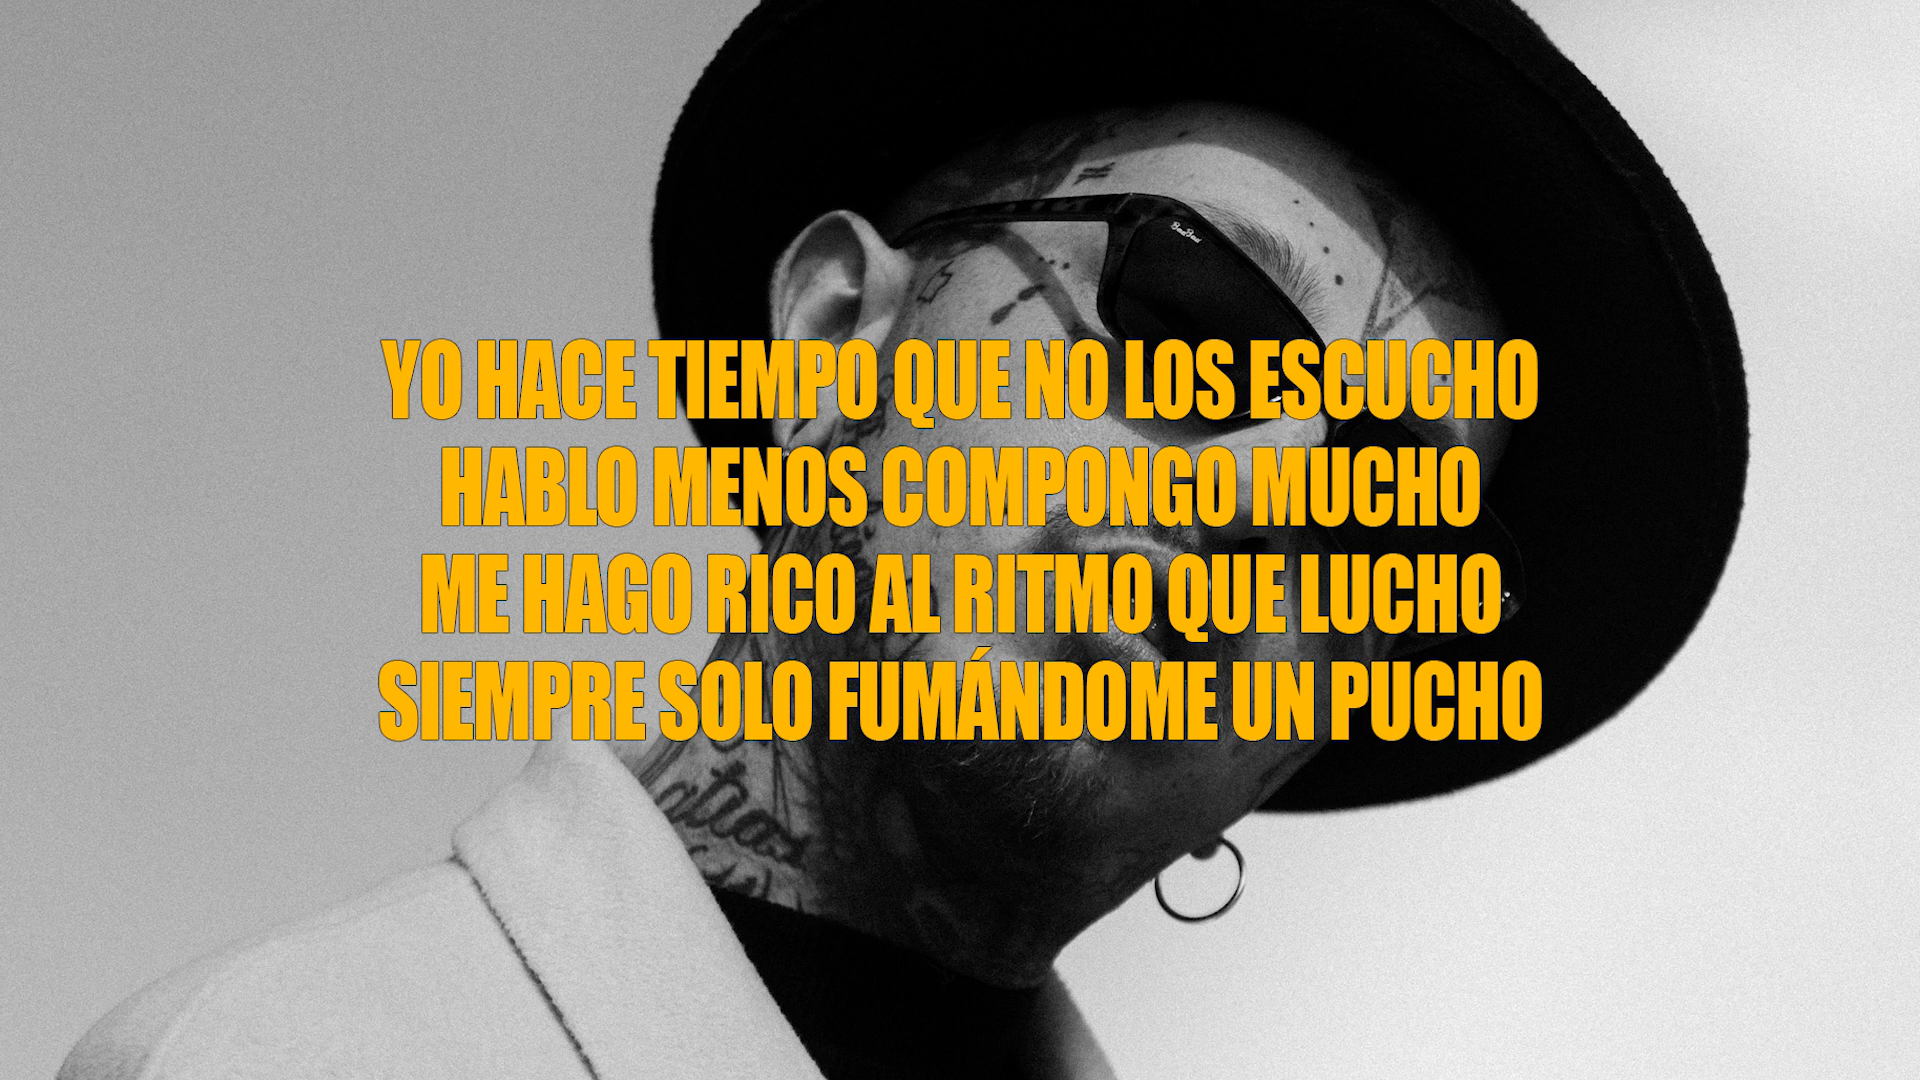 YO HACE TIEMPO QUE NO LOS ESCUCHO
HABLO MENOS COMPONGO MUCHO
ME HAGO RICO AL RITMO QUE LUCHO
SIEMPRE SOLO FUMÁNDOME UN PUCHO